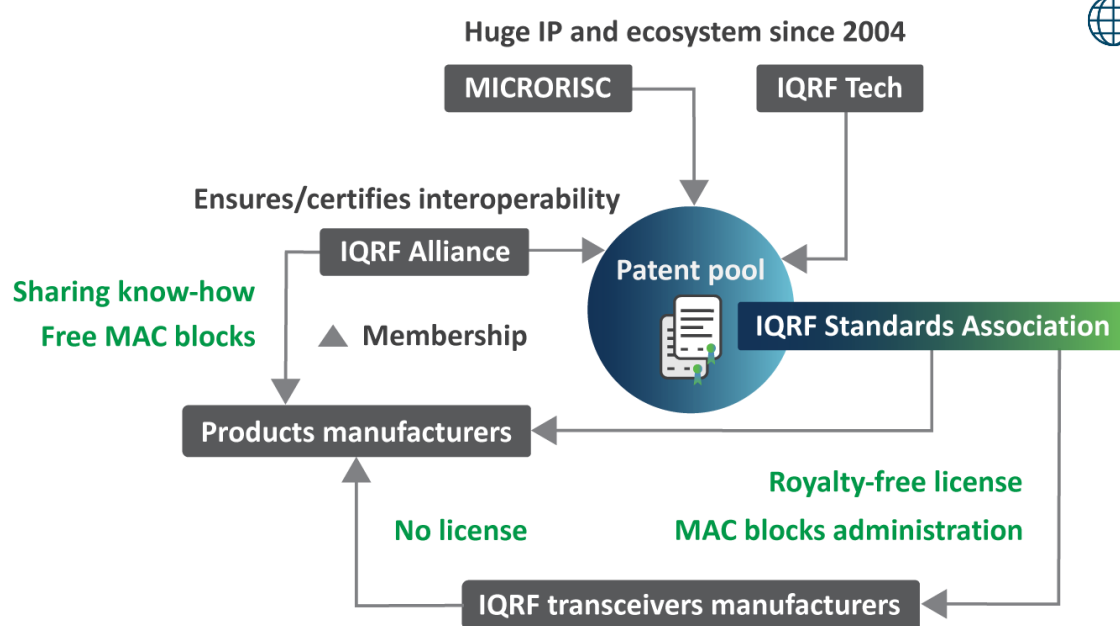 Huge IP and ecosystem since 2004
MICRORISC
IQRF Tech
Ensures/certifies interoperability
IQRF Alliance
Patent pool
Sharing know-how
Free MAC blocks
Membership
IQRF Standards Association
Products manufacturers
Royalty-free license
No license
MAC blocks administration
IQRF transceivers manufacturers